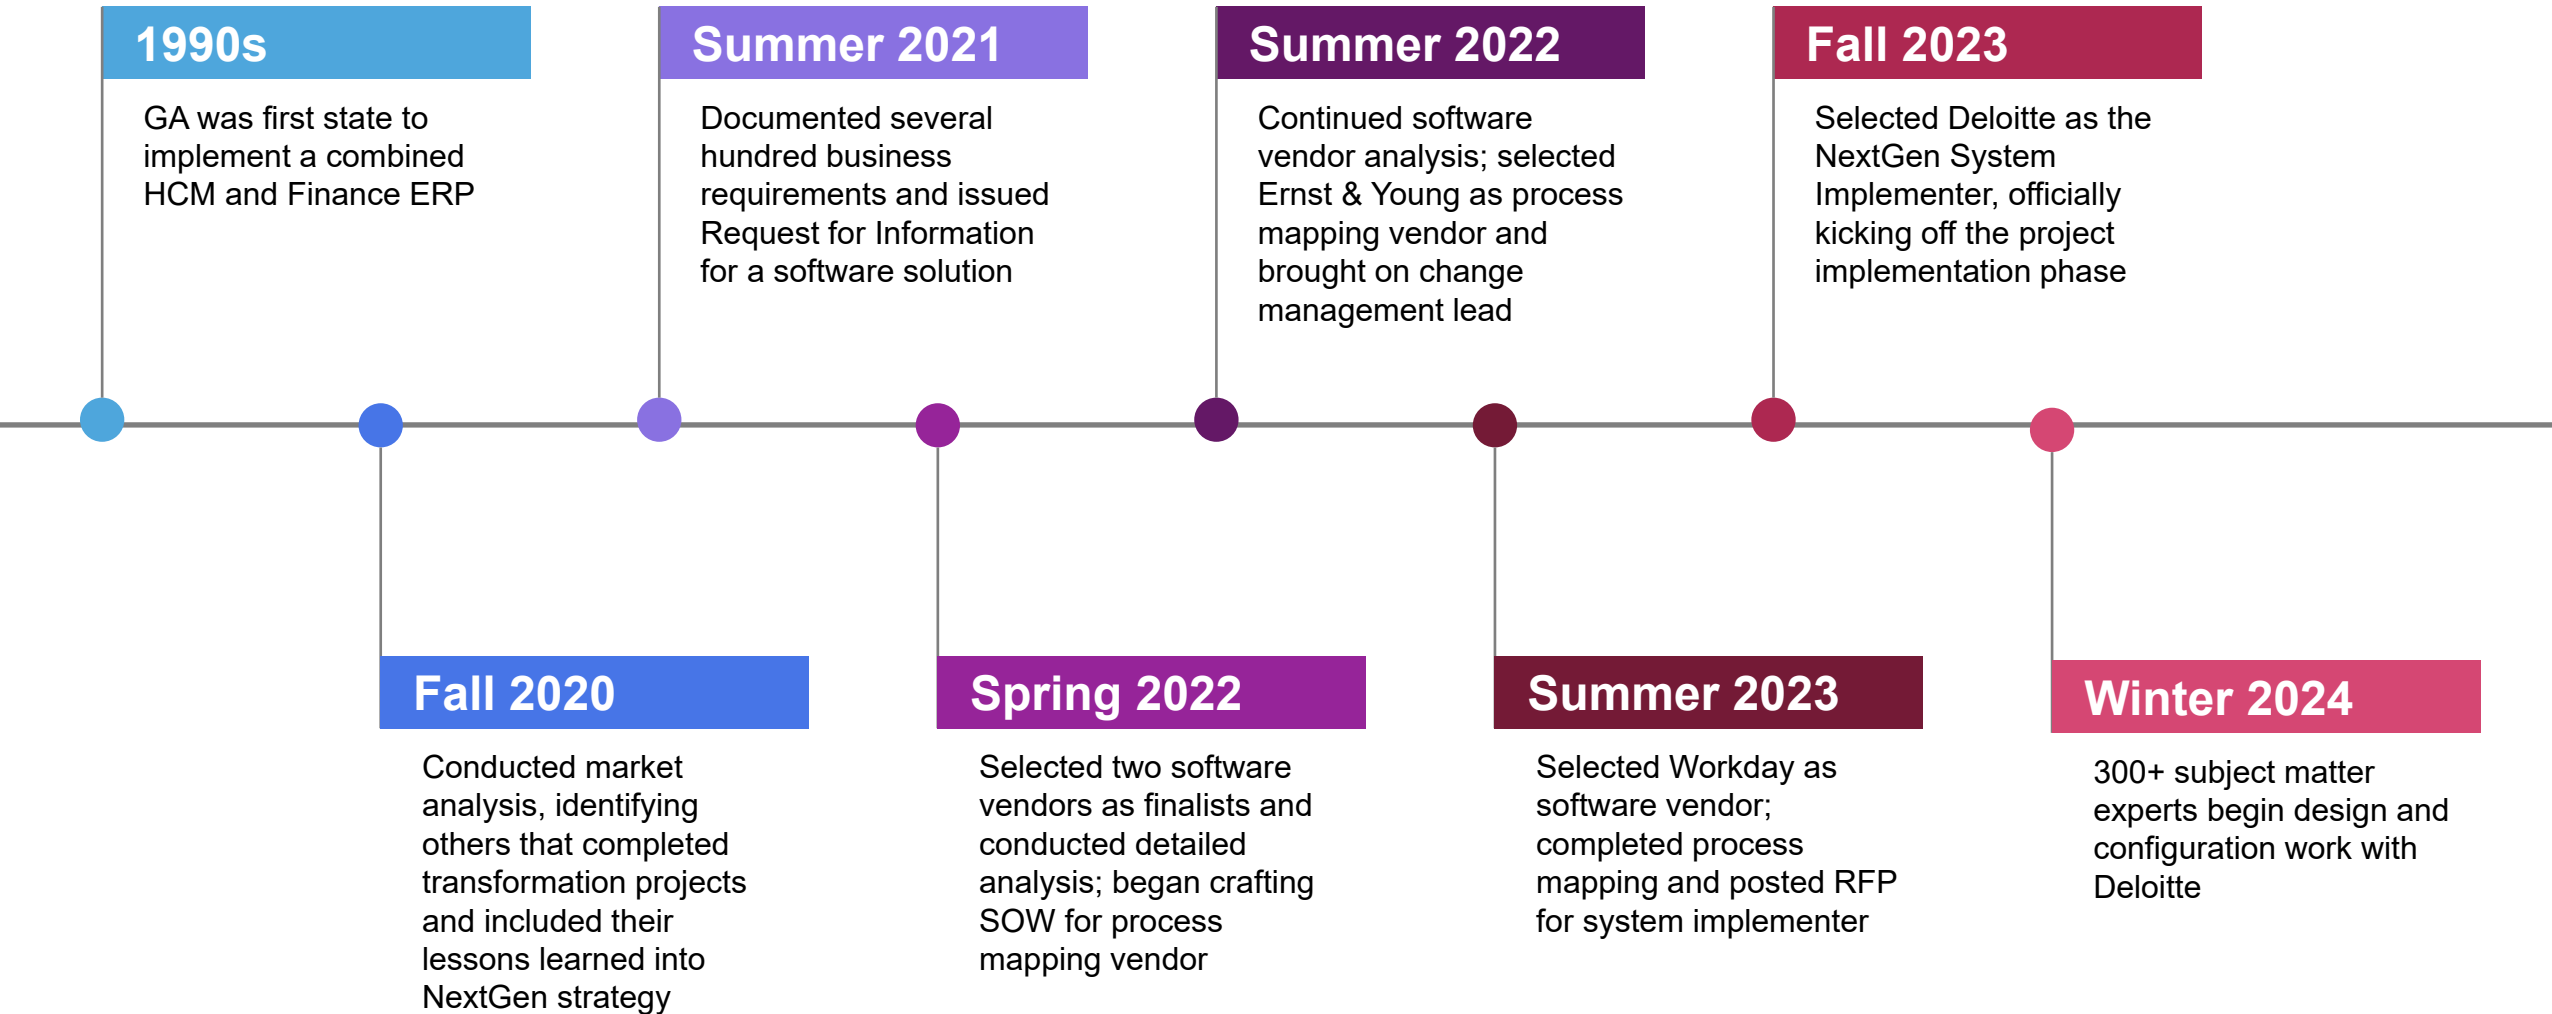 1990s
GA was first state to
implement a combined
HCM and Finance ERP
Fall 2020
Conducted market
analysis, identifying
others that completed
transformation projects
and included their
lessons learned into
NextGen strategy
Summer 2021
Documented several
hundred business
requirements and issued
Request for Information
for a software solution
Spring 2022
Selected two software
vendors as finalists and
conducted detailed
analysis; began crafting
SOW for process
mapping vendor
Summer 2022
Continued software
vendor analysis; selected
Ernst & Young as process
mapping vendor and
brought on change
management lead
Summer 2023
Selected Workday as
software vendor;
completed process
mapping and posted RFP
for system implementer
Fall 2023
Selected Deloitte as the
NextGen System
Implementer, officially
kicking off the project
implementation phase
Winter 2024
300+ subject matter
experts begin design and
configuration work with
Deloitte